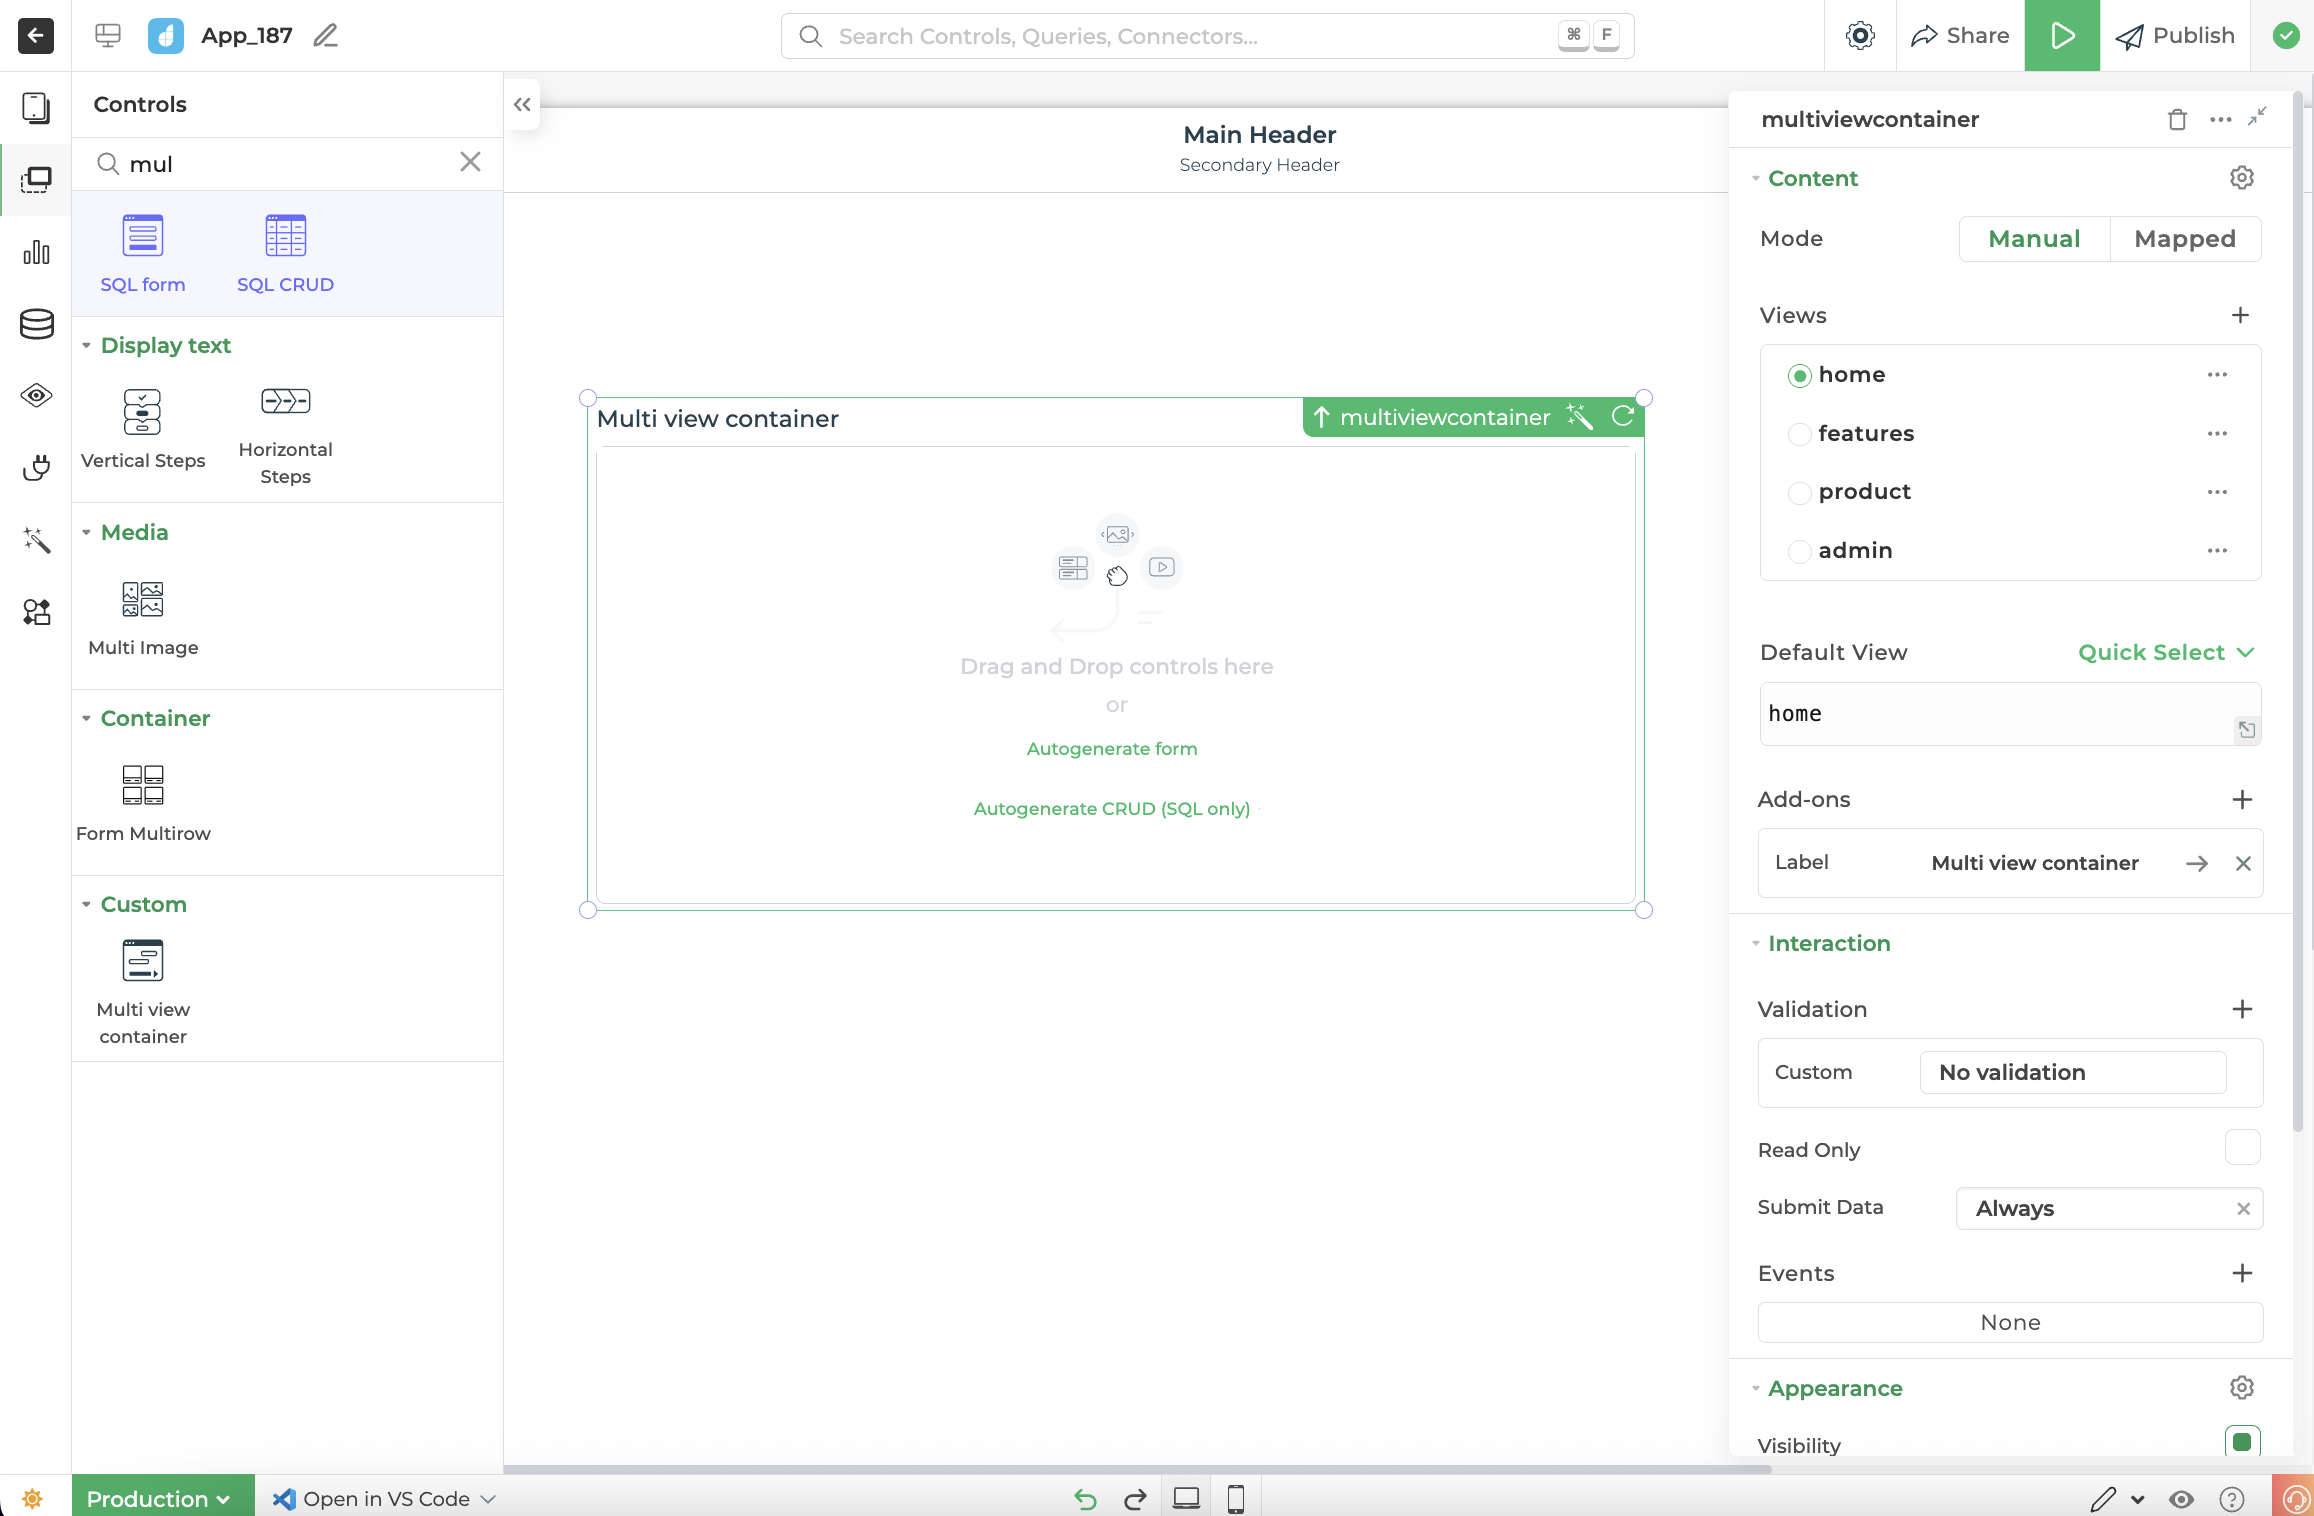 App_187
Search Controls, Queries, Connectors...
⌘
F
Share
Publish
Controls
mul
SQL form
SQL CRUD
Display text
Vertical Steps
Horizontal
Steps
Media
Multi Image
Container
Form Multirow
Custom
Multi view
container
Main Header
Secondary Header
Multi view container
multiviewcontainer
Drag and Drop controls here
or
Autogenerate form
Autogenerate CRUD (SQL only)
multiviewcontainer
Content
Mode
Manual
Mapped
Views
home
features
product
admin
Default View
Quick Select
home
Add-ons
Label
Multi view container
Interaction
Validation
Custom
No validation
Read Only
Submit Data
Always
Events
None
Appearance
Visibility
Production
Open in VS Code